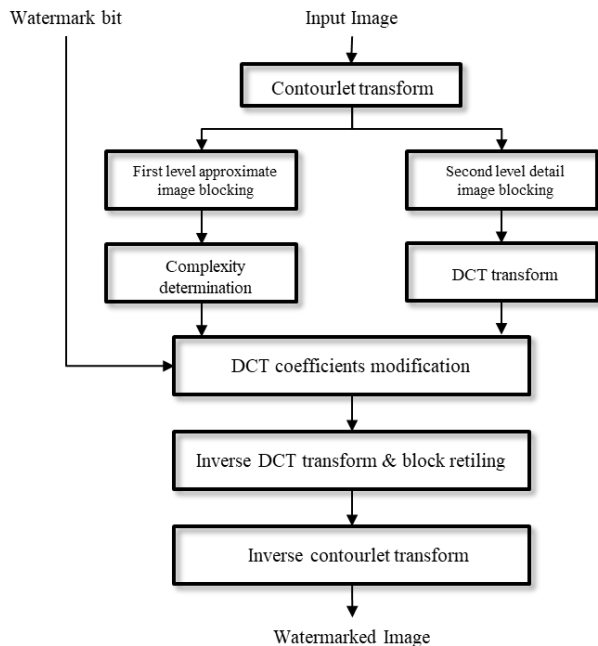 Watermark bit
Input Image
Contourlet transform
First level approximate
image blocking
Second level detail
image blocking
Complexity
determination
DCT transform
DCT coefficients modification
Inverse DCT transform & block retiling
Inverse contourlet transform
Watermarked Image